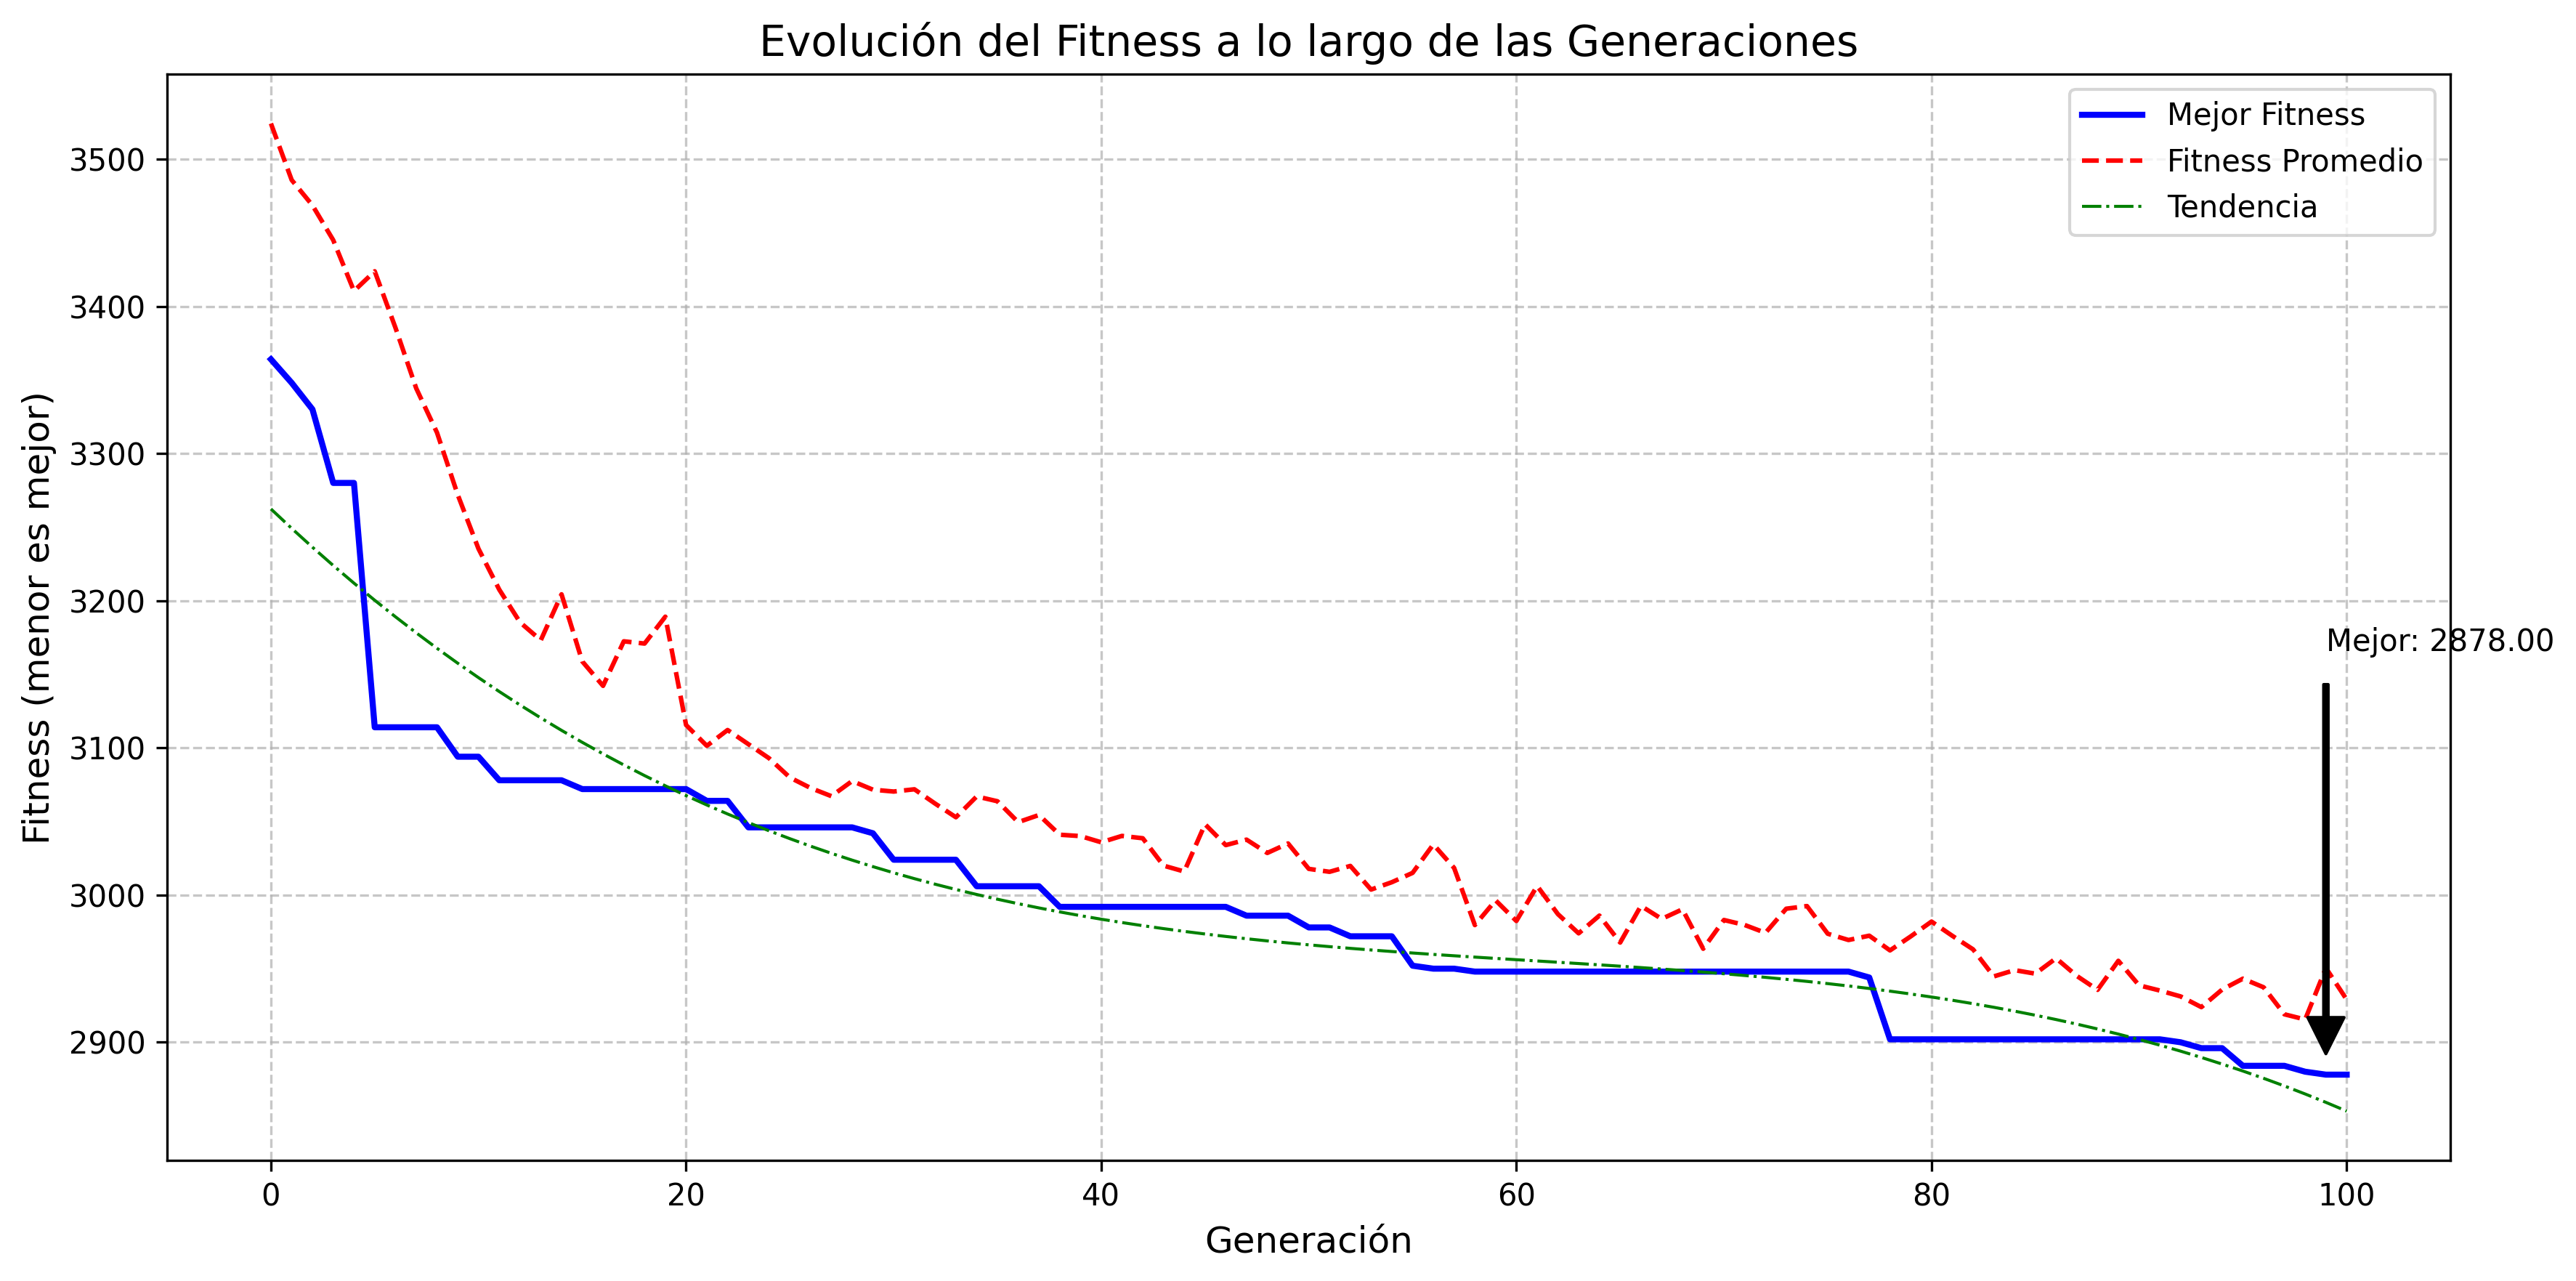 Evolución del Fitness a lo largo de las Generaciones
Mejor Fitness
Fitness Promedio
Tendencia
Fitness (menor es mejor)
3500
3400
3300
3200
3100
3000
2900
Mejor: 2878.00
0
20
40
60
80
100
Generación